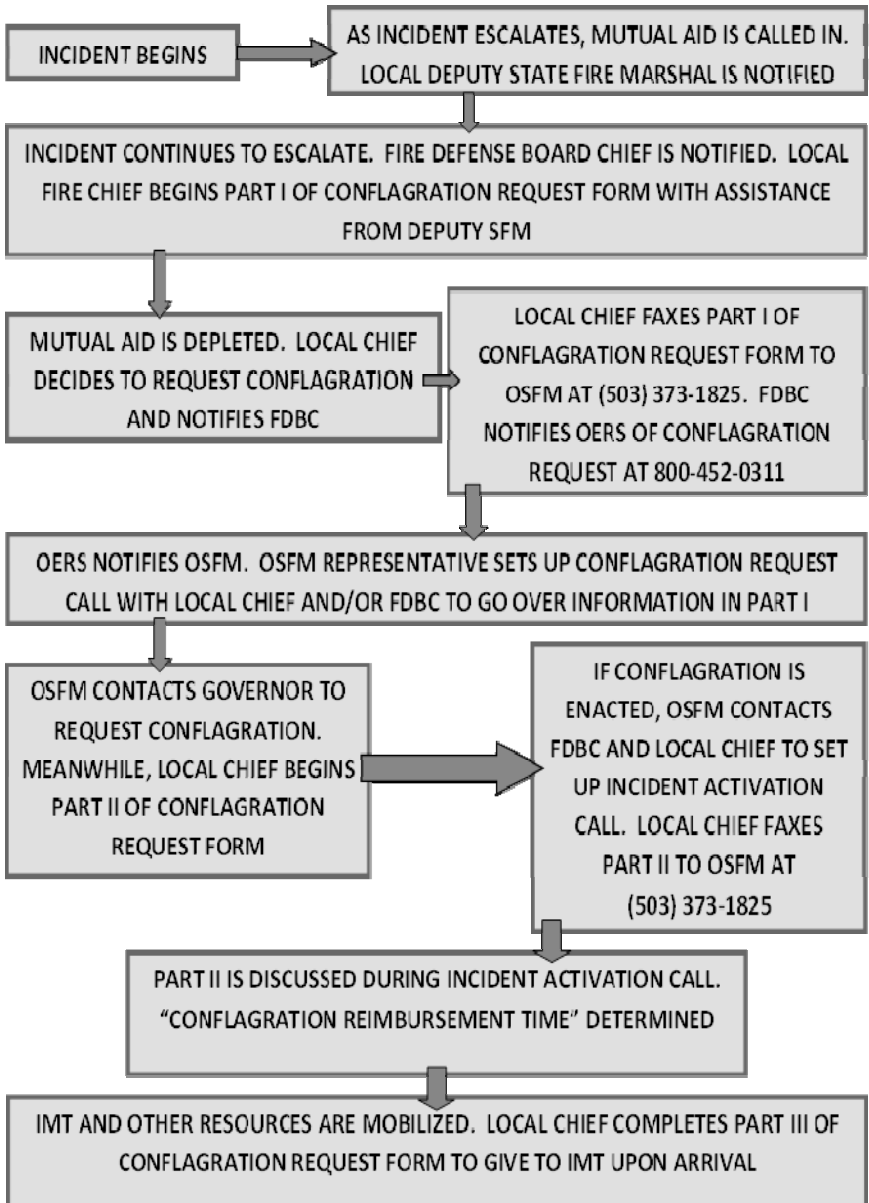 INCIDENT BEGINS
AS INCIDENT ESCALATES, MUTUAL AID IS CALLED IN.
LOCAL DEPUTY STATE FIRE MARSHAL IS NOTIFIED
INCIDENT CONTINUES TO ESCALATE. FIRE DEFENSE BOARD CHIEF IS NOTIFIED. LOCAL
FIRE CHIEF BEGINS PART I OF CONFLAGRATION REQUEST FORM WITH ASSISTANCE
FROM DEPUTY SFM
MUTUAL AID IS DEPLETED. LOCAL CHIEF
DECIDES TO REQUEST CONFLAGRATION
AND NOTIFIES FDBC
LOCAL CHIEF FAXES PART I OF
CONFLAGRATION REQUEST FORM TO
OSFM AT (503) 373-1825. FDBC
NOTIFIES OERS OF CONFLAGRATION
REQUEST AT 800-452-0311
OERS NOTIFIES OSFM. OSFM REPRESENTATIVE SETS UP CONFLAGRATION REQUEST
CALL WITH LOCAL CHIEF AND/OR FDBC TO GO OVER INFORMATION IN PART I
OSFM CONTACTS GOVERNOR TO
REQUEST CONFLAGRATION.
MEANWHILE, LOCAL CHIEF BEGINS
PART II OF CONFLAGRATION
REQUEST FORM
IF CONFLAGRATION IS
ENACTED, OSFM CONTACTS
FDBC AND LOCAL CHIEF TO SET
UP INCIDENT ACTIVATION
CALL. LOCAL CHIEF FAXES
PART II TO OSFM AT
(503) 373-1825
PART II IS DISCUSSED DURING INCIDENT ACTIVATION CALL.
“CONFLAGRATION REIMBURSEMENT TIME” DETERMINED
IMT AND OTHER RESOURCES ARE MOBILIZED. LOCAL CHIEF COMPLETES PART III OF
CONFLAGRATION REQUEST FORM TO GIVE TO IMT UPON ARRIVAL